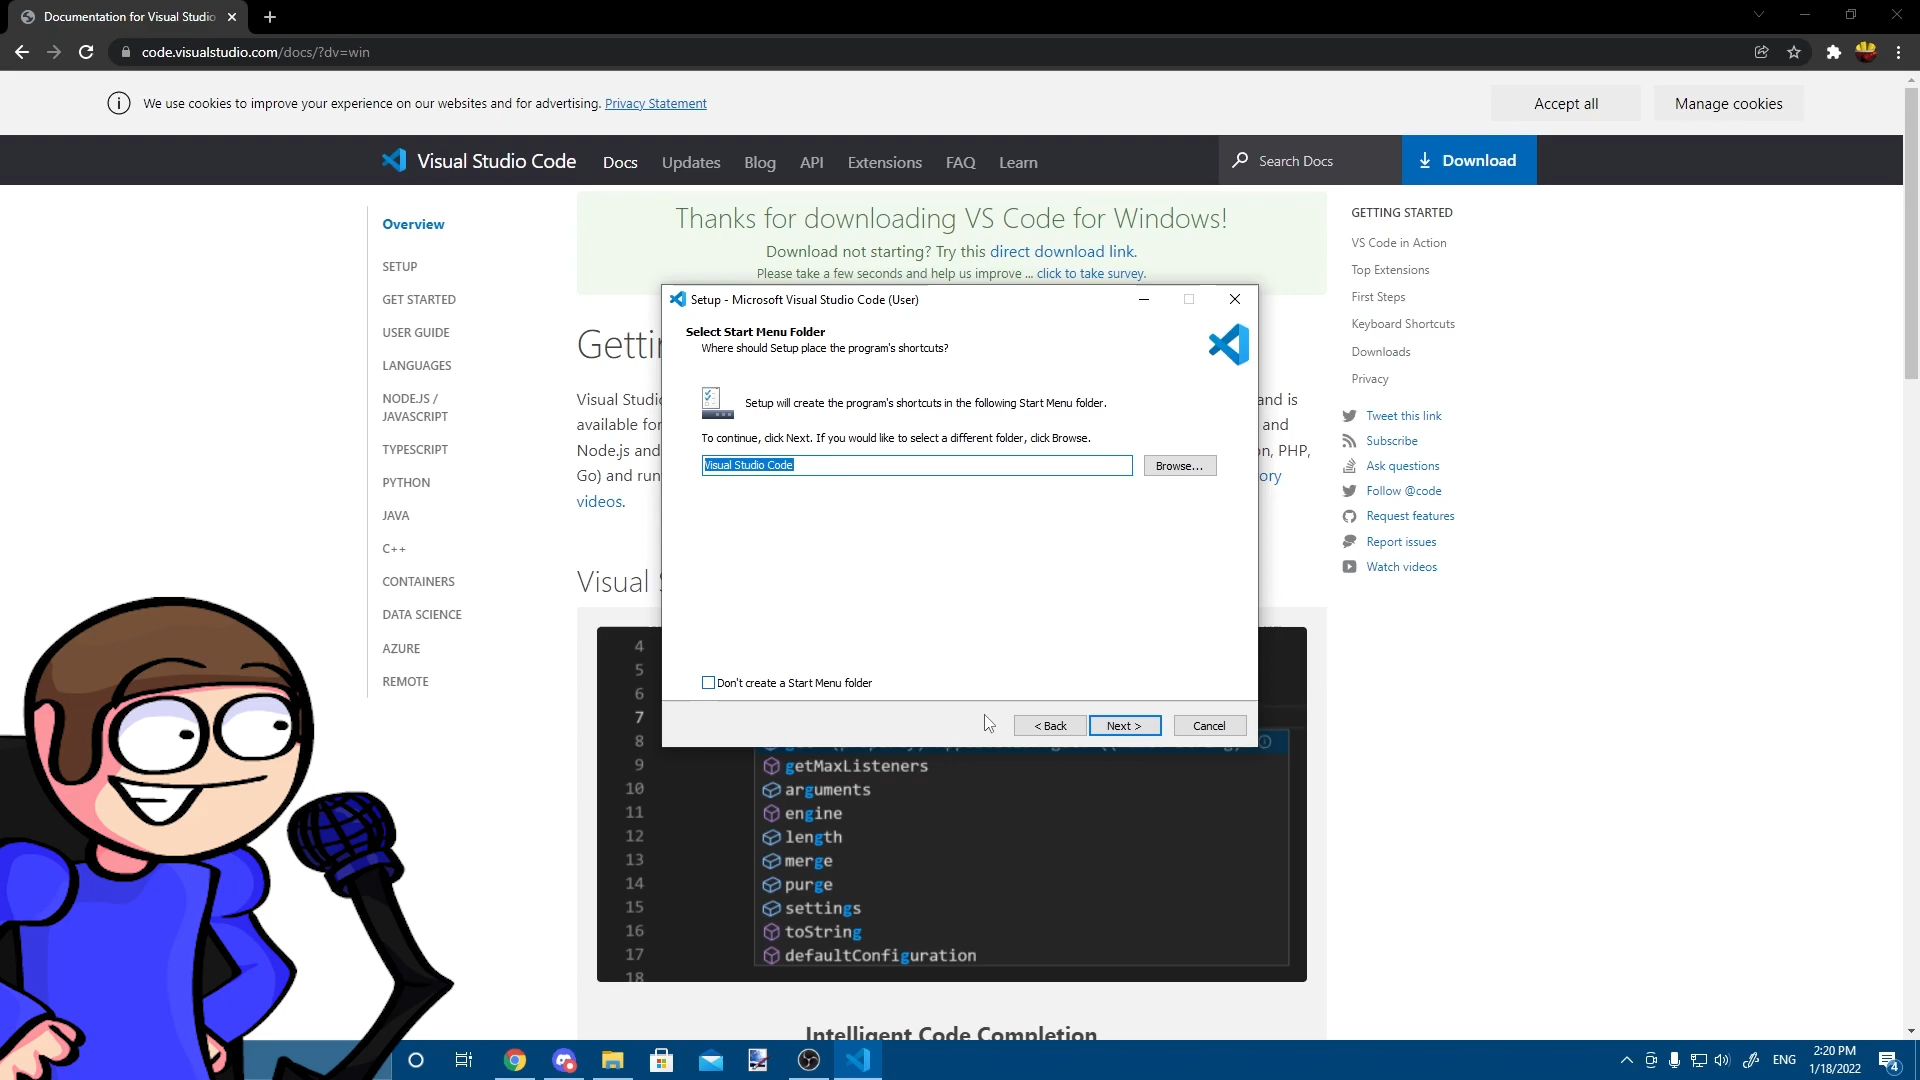 Documentation for Visual Studio
code.visualstudio.com/docs/?dv=win
We use cookies to improve your experience on our websites and for advertising. Privacy Statement
Accept all
Manage cookies
Visual Studio Code
Docs
Updates
Blog
API
Extensions
FAQ
Learn
Search Docs
Download
Overview
SETUP
GET STARTED
USER GUIDE
LANGUAGES
NODE.JS /
JAVASCRIPT
TYPESCRIPT
PYTHON
JAVA
C++
CONTAINERS
DATA SCIENCE
AZURE
REMOTE
Thanks for downloading VS Code for Windows!
Download not starting? Try this direct download link.
Please take a few seconds and help us improve ... click to take survey.
Visual
available for
Node.js and
Go) and
videos.
and is
and
PHP,
Visual
Setup - Microsoft Visual Studio Code (User)
Select Start Menu Folder
Where should Setup place the program's shortcuts?
Setup will create the program's shortcuts in the following Start Menu folder.
To continue, click Next. If you would like to select a different folder, click Browse.
Visual Studio Code
Browse...
Don't create a Start Menu folder
< Back
Next >
Cancel
4
5
6
7
8
9 getMaxListeners
10 arguments
11 engine
12 length
13 merge
14 purge
15 settings
16 toString
17 defaultConfiguration
18
Intelligent Code Completion
GETTING STARTED
VS Code in Action
Top Extensions
First Steps
Keyboard Shortcuts
Downloads
Privacy
Tweet this link
Subscribe
Ask questions
Follow @code
Request features
Report issues
Watch videos
ENG
2:20 PM
1/18/2022
4